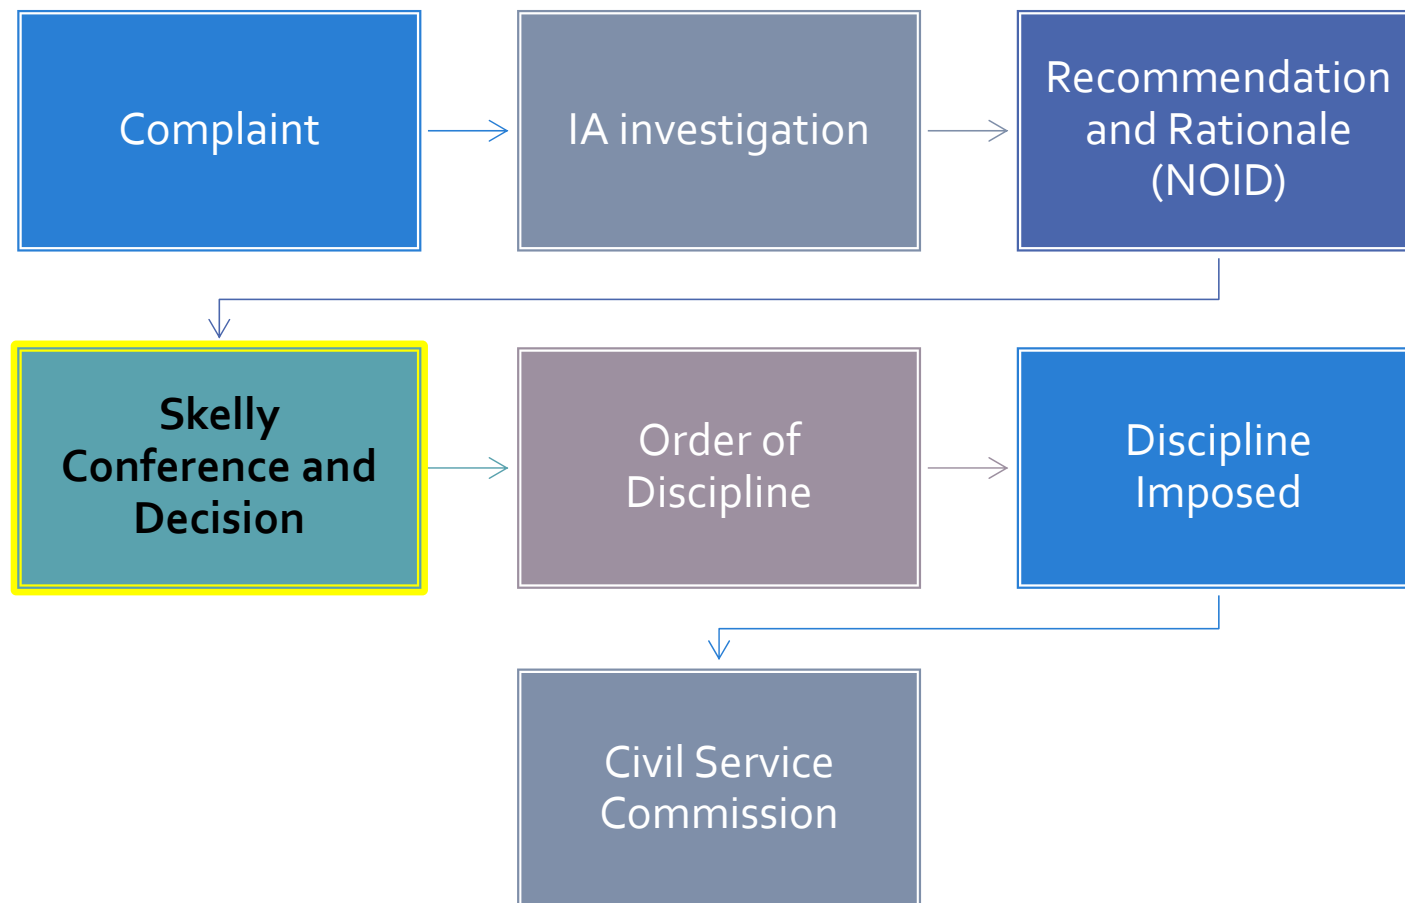 Complaint
IA investigation
Recommendation
and Rationale
(NOID)
Skelly
Conference and
Decision
Order of
Discipline
Discipline
Imposed
Civil Service
Commission